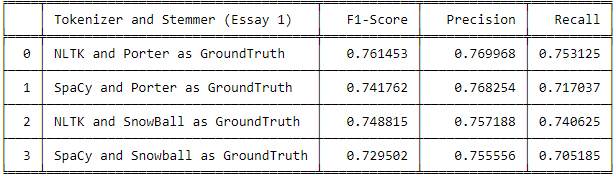 Tokenizer and Stemmer (Essay 1) F1-Score Precision Recall
0 NLTK and Porter as GroundTruth 0.761453 0.769968 0.753125
1 SpaCy and Porter as GroundTruth 0.741762 0.768254 0.717037
2 NLTK and SnowBall as GroundTruth 0.748815 0.757188 0.740625
3 SpaCy and Snowball as GroundTruth 0.729502 0.755556 0.705185